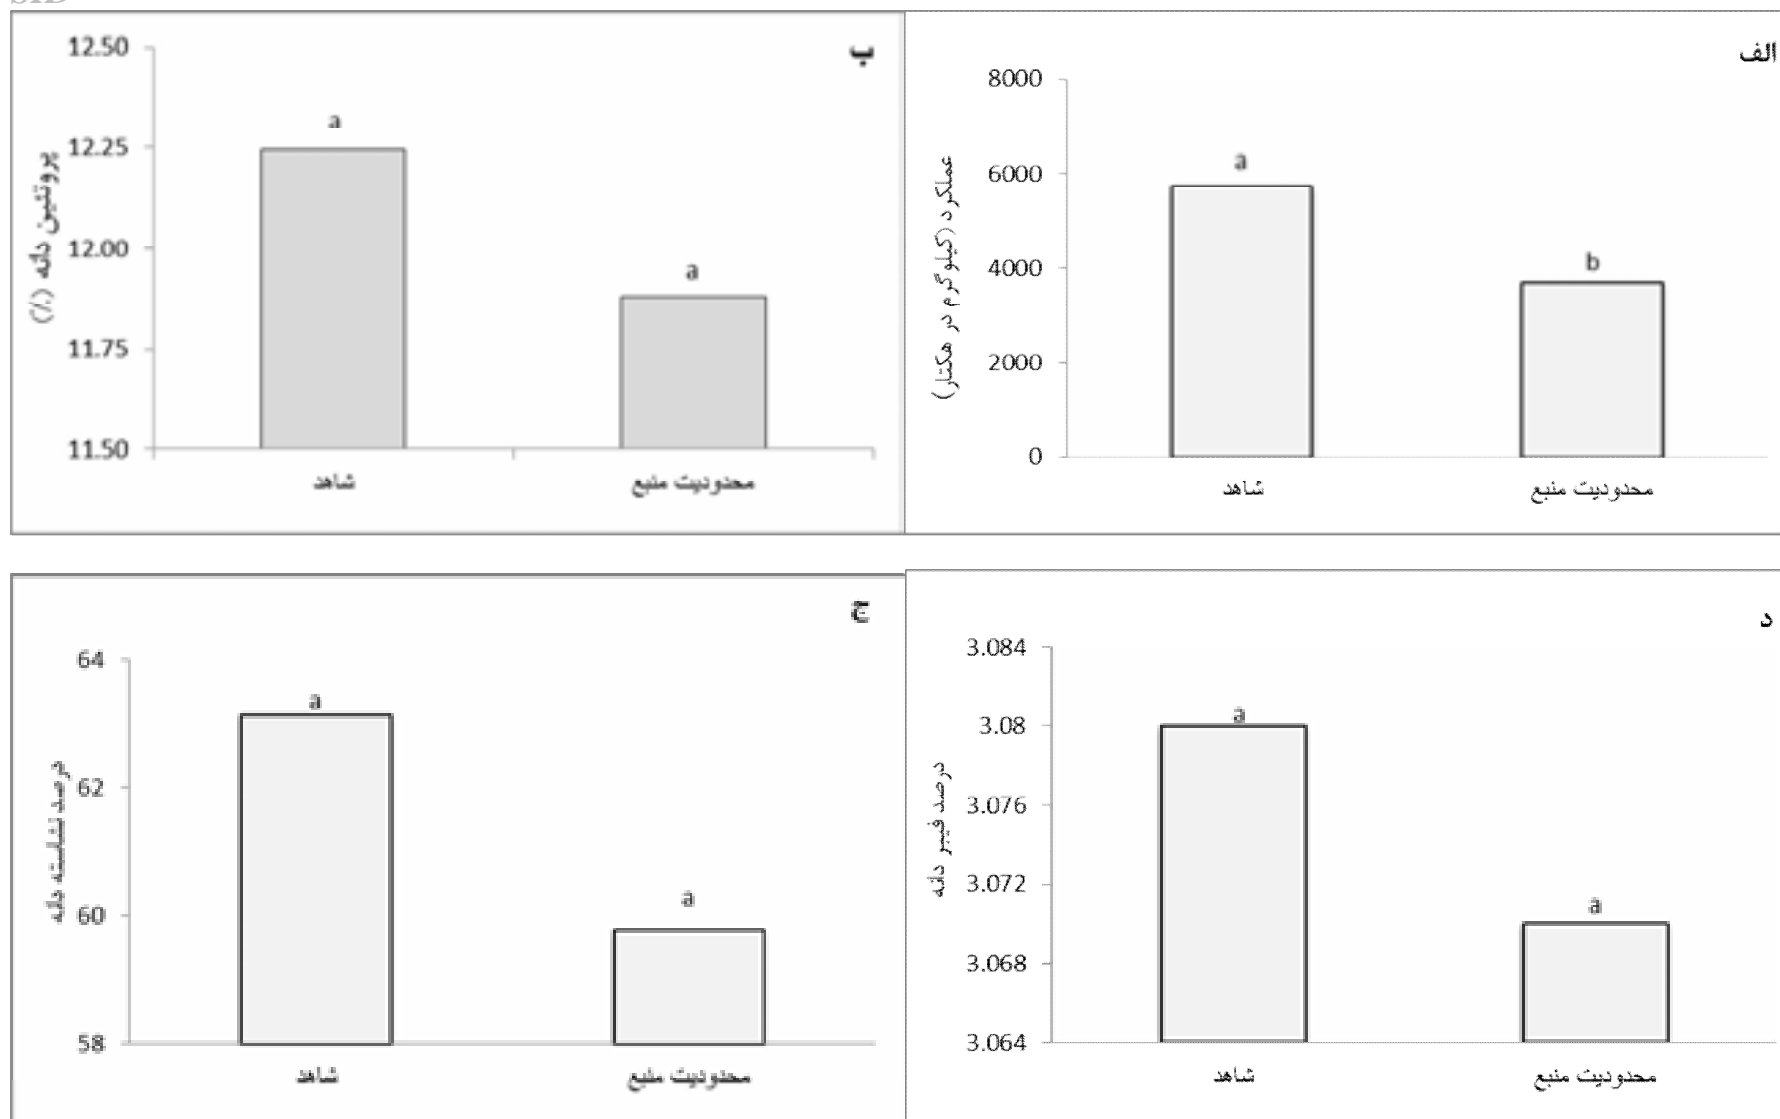 SID
الف
8000
6000
4000
2000
0
عملکرد (کیلوگرم در هکتار)
a
b
شاهد
محدودیت منبع
ب
12.50
12.25
12.00
11.75
11.50
پروتئین دانه (٪)
a
a
شاهد
محدودیت منبع
ج
64
62
60
58
درصد نشاسته دانه
a
a
شاهد
محدودیت منبع
د
3.084
3.08
3.076
3.072
3.068
3.064
درصد فیبر دانه
a
a
شاهد
محدودیت منبع